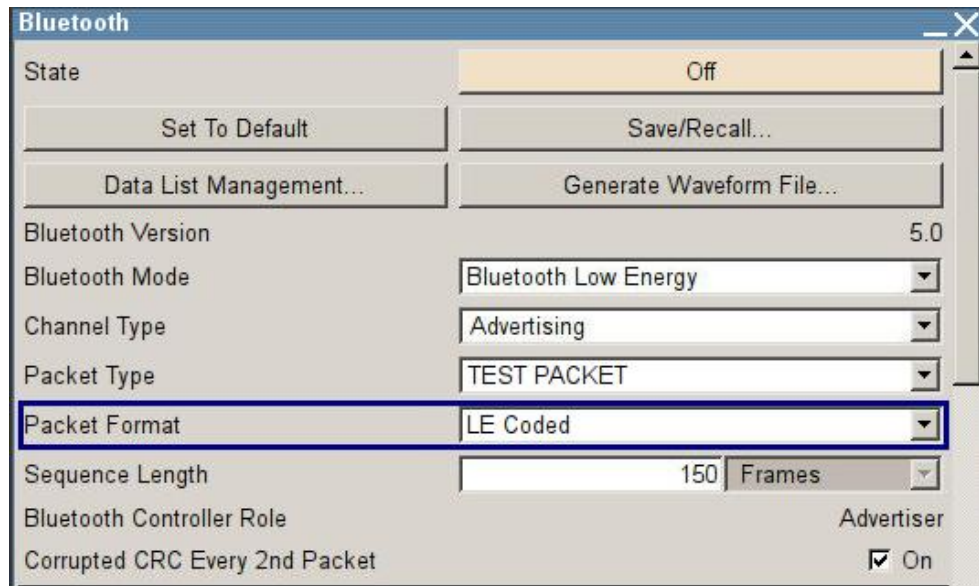 Bluetooth
State Off
Set To Default Save/Recall...
Data List Management... Generate Waveform File...
Bluetooth Version 5.0
Bluetooth Mode Bluetooth Low Energy
Channel Type Advertising
Packet Type TEST PACKET
Packet Format LE Coded
Sequence Length 150 Frames
Bluetooth Controller Role Advertiser
Corrupted CRC Every 2nd Packet On